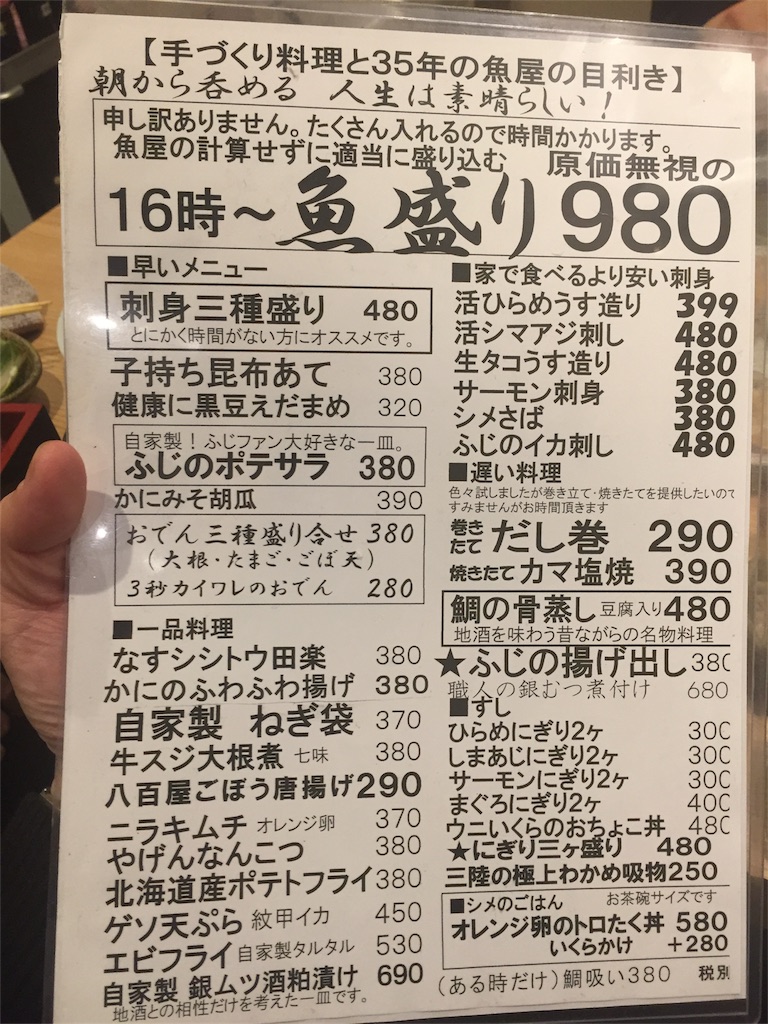 【手づくり料理と35年の魚屋の目利き】
朝から呑める 人生は素晴らしい！
申し訳ありません。たくさん入れるので時間かかります。
魚屋の計算せずに適当に盛り込む 原価無視の
16時～魚盛り980
■早いメニュー
刺身三種盛り 480
とにかく時間がない方にオススメです。
子持ち昆布あて 380
健康に黒豆えだまめ 320
自家製！ふじファン大好きな一皿。
ふじのポテサラ 380
かにみそ胡瓜 390
おでん三種盛り合せ 380
（大根・たまご・ごぼ天）
3秒カイワレのおでん 280
■一品料理
なすシシトウ田楽 380
かにのふわふわ揚げ 380
自家製 ねぎ袋 370
牛スジ大根煮 七味 380
八百屋ごぼう唐揚げ290
ニラキムチ オレンジ卵 370
やげんなんこつ 380
北海道産ポテトフライ380
ゲソ天ぷら 紋甲イカ 450
エビフライ 自家製タルタル 530
自家製 銀ムツ酒粕漬け 690
地酒との相性だけを考えた一皿です。
■家で食べるより安い刺身
活ひらめうす造り 399
活シマアジ刺し 480
生タコうす造り 480
サーモン刺身 380
シメさば 380
ふじのイカ刺し 480
■遅い料理
色々試しましたが巻き立て・焼きたてを提供したいので
すみませんがお時間頂きます
巻きたて だし巻 290
焼きたて カマ塩焼 390
鯛の骨蒸し 豆腐入り 480
地酒を味わう昔ながらの名物料理
★ふじの揚げ出し 380
職人の銀むつ煮付け 680
■すし
ひらめにぎり2ヶ 300
しまあじにぎり2ヶ 300
サーモンにぎり2ヶ 300
まぐろにぎり2ヶ 400
ウニいくらのおちょこ丼 480
★にぎり三ヶ盛り 480
三陸の極上わかめ吸物250
■シメのごはん お茶碗サイズです
オレンジ卵のトロたく丼 580
いくらかけ +280
（ある時だけ）鯛吸い380 税別